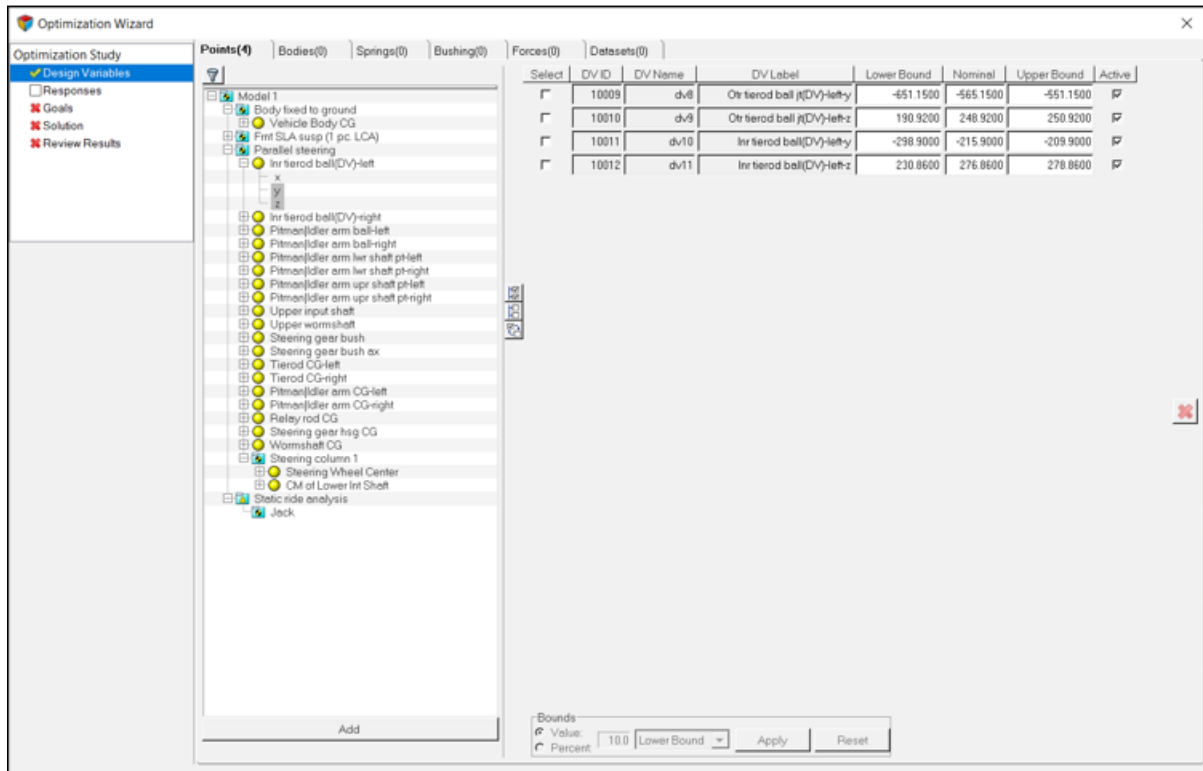 Optimization Wizard
Optimization Study
Design Variables
Responses
Goals
Solution
Review Results
Points(4) Bodies(0) Springs(0) Bushing(0) Forces(0) Datasets(0)
Model 1
Body fixed to ground
Vehicle Body CG
Frnt SLA susp (1 pc. LCA)
Parallel steering
Inr tierod ball(DV)-left
x
y
z
Inr tierod ball(DV)-right
Pitman|Idler arm ball-left
Pitman|Idler arm ball-right
Pitman|Idler arm lwr shaft pt-left
Pitman|Idler arm lwr shaft pt-right
Pitman|Idler arm upr shaft pt-left
Pitman|Idler arm upr shaft pt-right
Upper input shaft
Upper wormshaft
Steering gear bush
Steering gear bush ax
Tierod CG-left
Tierod CG-right
Pitman|Idler arm CG-left
Pitman|Idler arm CG-right
Relay rod CG
Steering gear hsg CG
Wormshaft CG
Steering column 1
Steering Wheel Center
CM of Lower Int Shaft
Static ride analysis
Jack
Add
Select DV ID DV Name DV Label Lower Bound Nominal Upper Bound Active
10009 dv8 Otr tierod ball jt(DV)-left-y -651.1500 -565.1500 -551.1500
10010 dv9 Otr tierod ball jt(DV)-left-z 190.9200 248.9200 250.9200
10011 dv10 Inr tierod ball(DV)-left-y -298.9000 -215.9000 -209.9000
10012 dv11 Inr tierod ball(DV)-left-z 230.8600 276.8600 278.8600
Bounds
Value:
Percent 10.0 Lower Bound Apply Reset